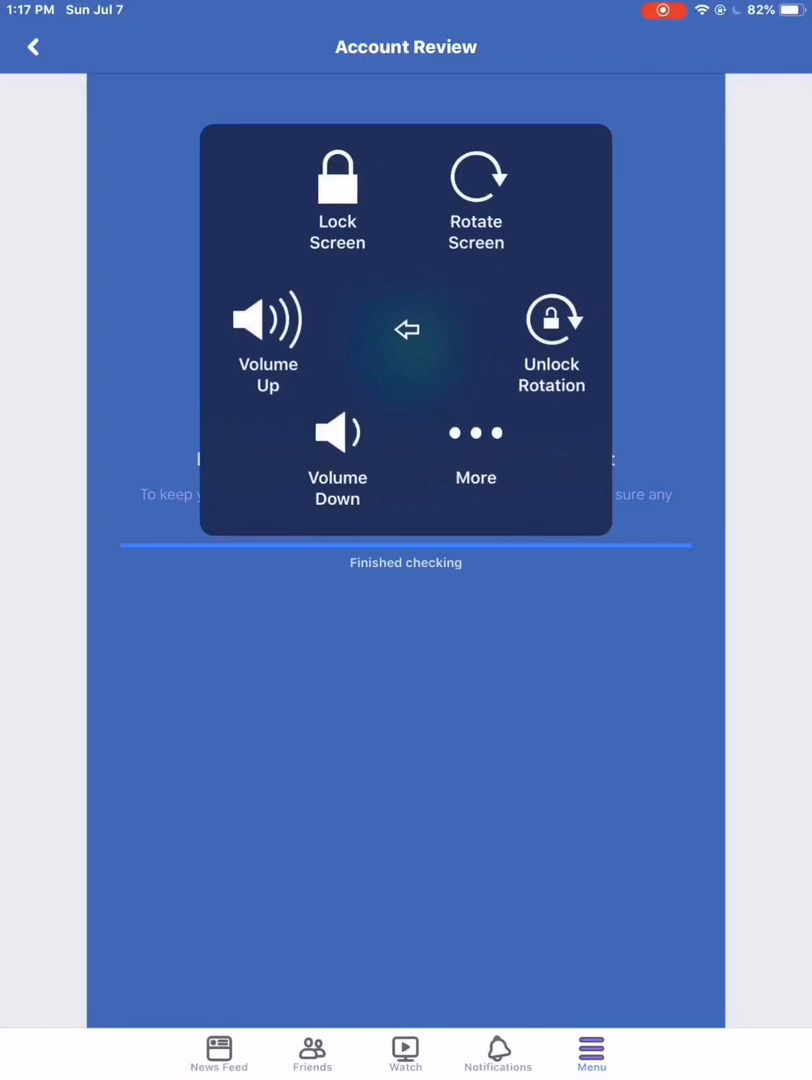 1:17 PM Sun Jul 7 82%
Account Review
Lock
Screen
Rotate
Screen
Volume
Up
Unlock
Rotation
Volume
Down
More
To keep sure any
Finished checking
News Feed Friends Watch Notifications Menu